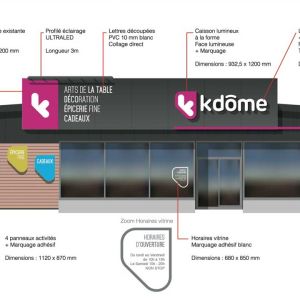 existante
200 mm
Profilé éclairage
ULTRALED
Longueur 3m
Lettres découpées
PVC 10 mm blanc
Collage direct
Caisson lumineux
à la forme
Face lumineuse
+ Marquage
Dimensions : 932,5 x 1200 mm
ARTS DE LA TABLE
DÉCORATION
ÉPICERIE FINE
CADEAUX
kdôme
ÉPICERIE
FINE
CADEAUX
4 panneaux activités
+ Marquage adhésif
Dimensions : 1120 x 670 mm
Zoom Horaires vitrine
HORAIRES
D'OUVERTURE
Du lundi au vendredi
Le Samedi 10h - 20h
NON STOP
Horaires vitrine
Marquage adhésif blanc
Dimensions : 680 x 850 mm